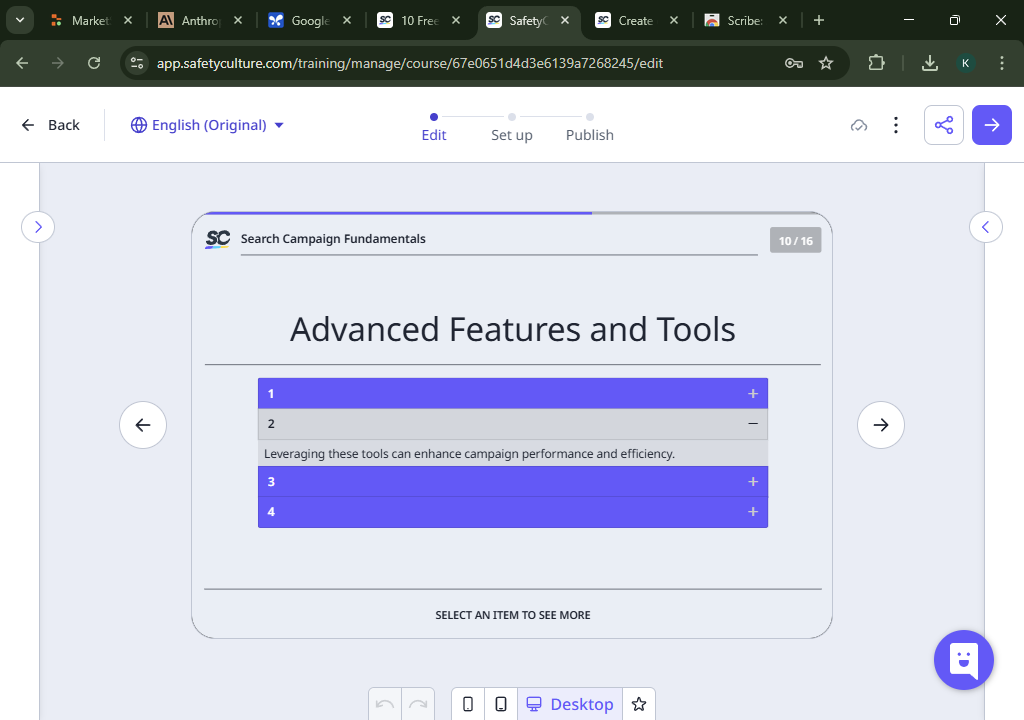 Market
Anthro
Google
10 Free
SafetyC
Create
Scribe:
app.safetyculture.com/training/manage/course/67e0651d4d3e6139a7268245/edit
K
Back
English (Original)
Edit
Set up
Publish
SC Search Campaign Fundamentals
10 / 16
Advanced Features and Tools
1
2
Leveraging these tools can enhance campaign performance and efficiency.
3
4
SELECT AN ITEM TO SEE MORE
Desktop